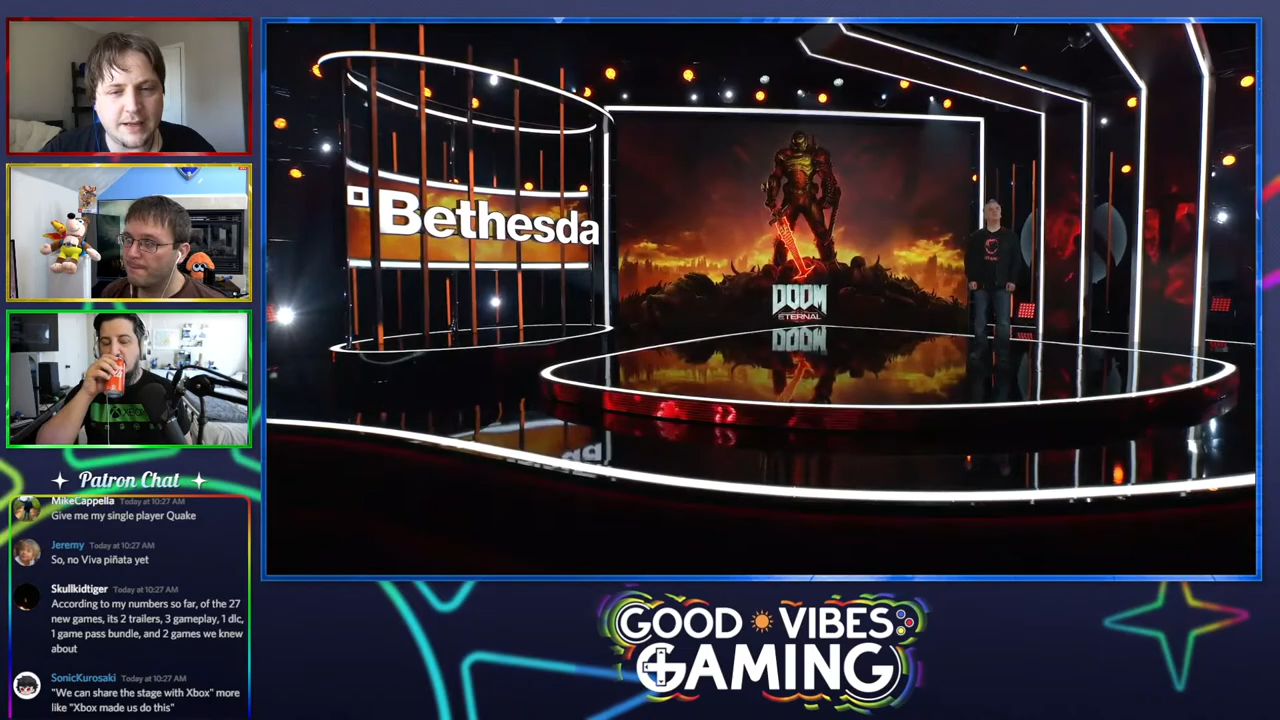 Bethesda
DOOM
ETERNAL
Patron Chat
MikeCappella Today at 10:27 AM
Give me my single player Quake
Jeremy Today at 10:27 AM
So, no Viva piñata yet
Skullkidtiger Today at 10:27 AM
According to my numbers so far, of the 27
new games, its 2 trailers, 3 gameplay, 1 dlc,
1 game pass bundle, and 2 games we knew
about
SonicKurosaki Today at 10:27 AM
"We can share the stage with Xbox" more
like "Xbox made us do this"
GOOD VIBES
GAMING
XBOX